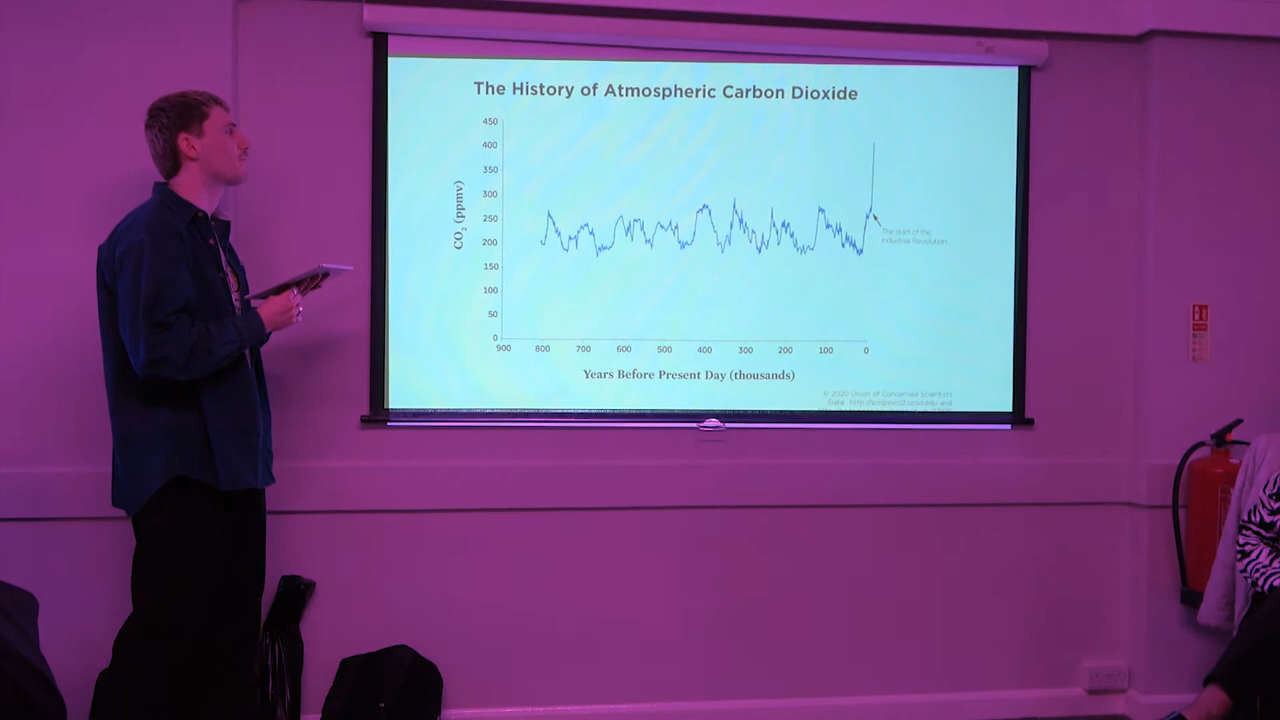 The History of Atmospheric Carbon Dioxide
450
400
350
300
250
200
150
100
50
0
CO₂ (ppmv)
900 800 700 600 500 400 300 200 100 0
Years Before Present Day (thousands)
The start of the
Industrial Revolution
© 2020 Union of Concerned Scientists
Data: